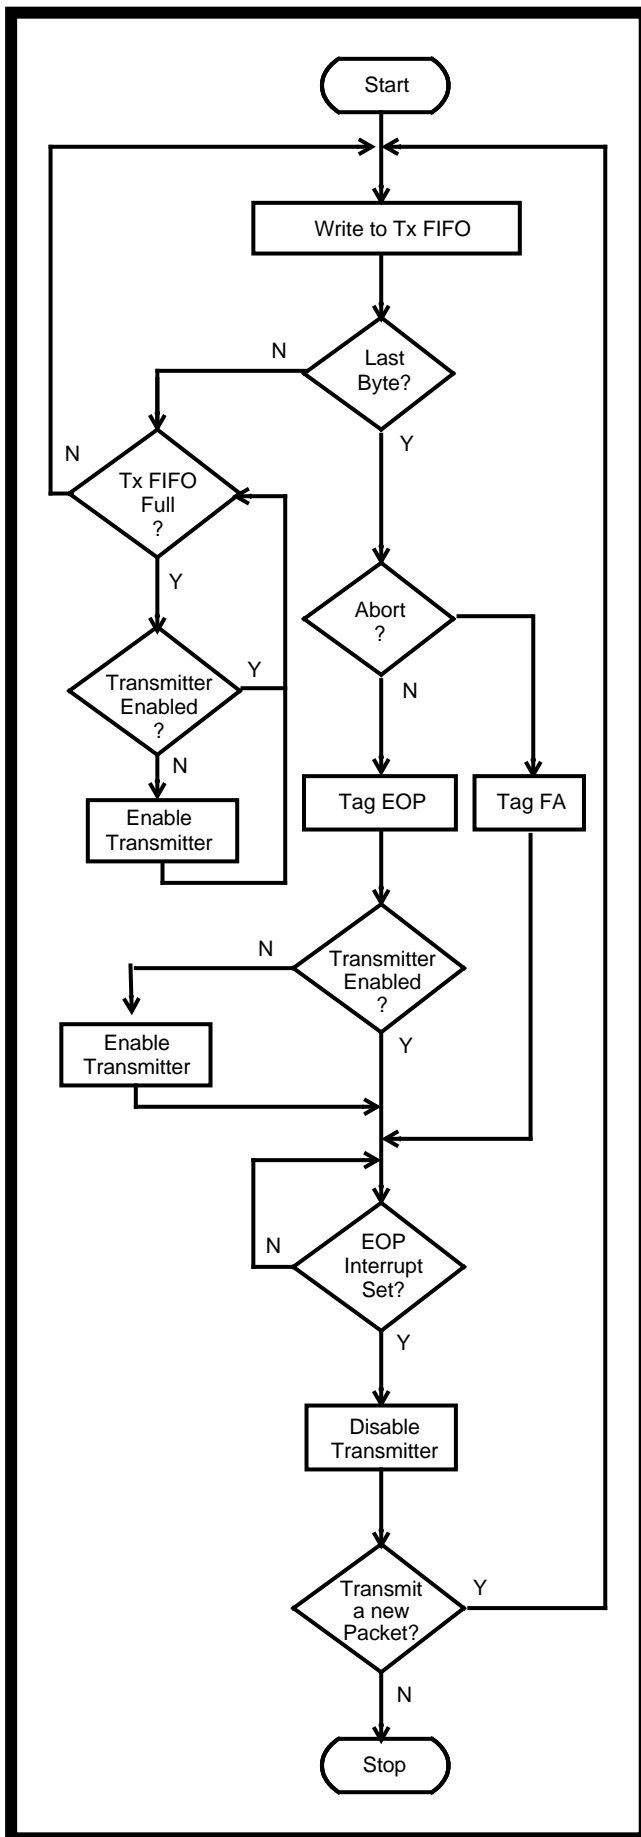 Start
Write to Tx FIFO
Last
Byte?
N
Y
N
Tx FIFO
Full
?
Y
Abort
?
N
Transmitter
Enabled
?
Y
N
Enable
Transmitter
Tag EOP
Tag FA
N
Transmitter
Enabled
?
Y
Enable
Transmitter
EOP
Interrupt
Set?
N
Y
Disable
Transmitter
Transmit
a new
Packet?
Y
N
Stop